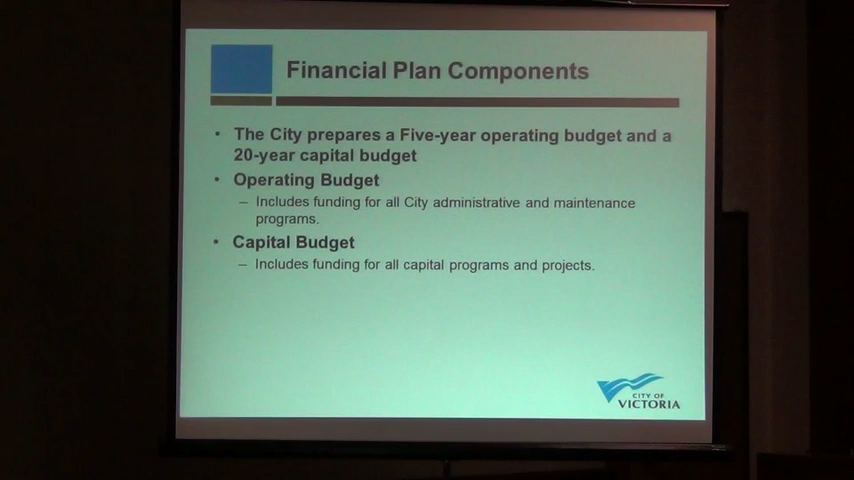 Financial Plan Components
• The City prepares a Five-year operating budget and a
20-year capital budget
• Operating Budget
– Includes funding for all City administrative and maintenance
programs.
• Capital Budget
– Includes funding for all capital programs and projects.
CITY OF
VICTORIA